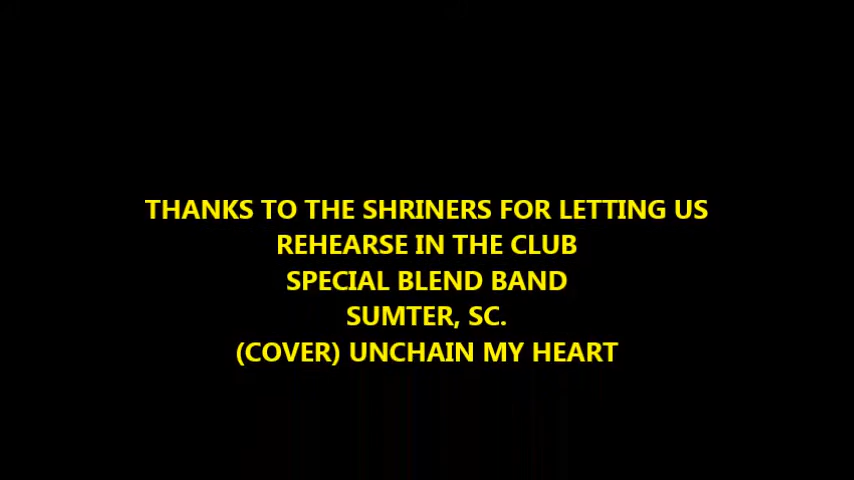 THANKS TO THE SHRINERS FOR LETTING US
REHEARSE IN THE CLUB
SPECIAL BLEND BAND
SUMTER, SC.
(COVER) UNCHAIN MY HEART